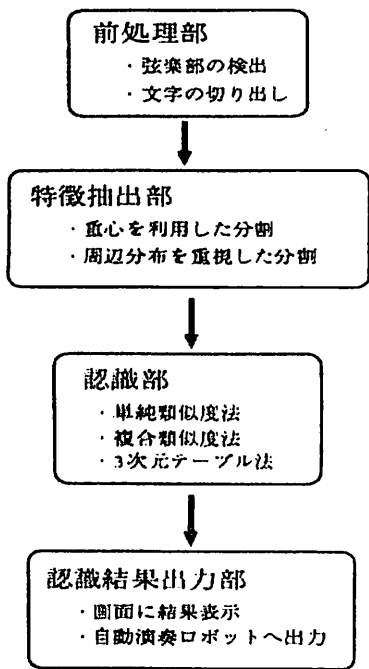 前処理部
・弦楽部の検出
・文字の切り出し
特徴抽出部
・重心を利用した分割
・周辺分布を重視した分割
認識部
・単純類似度法
・複合類似度法
・3次元テーブル法
認識結果出力部
・画面に結果表示
・自動演奏ロボットへ出力